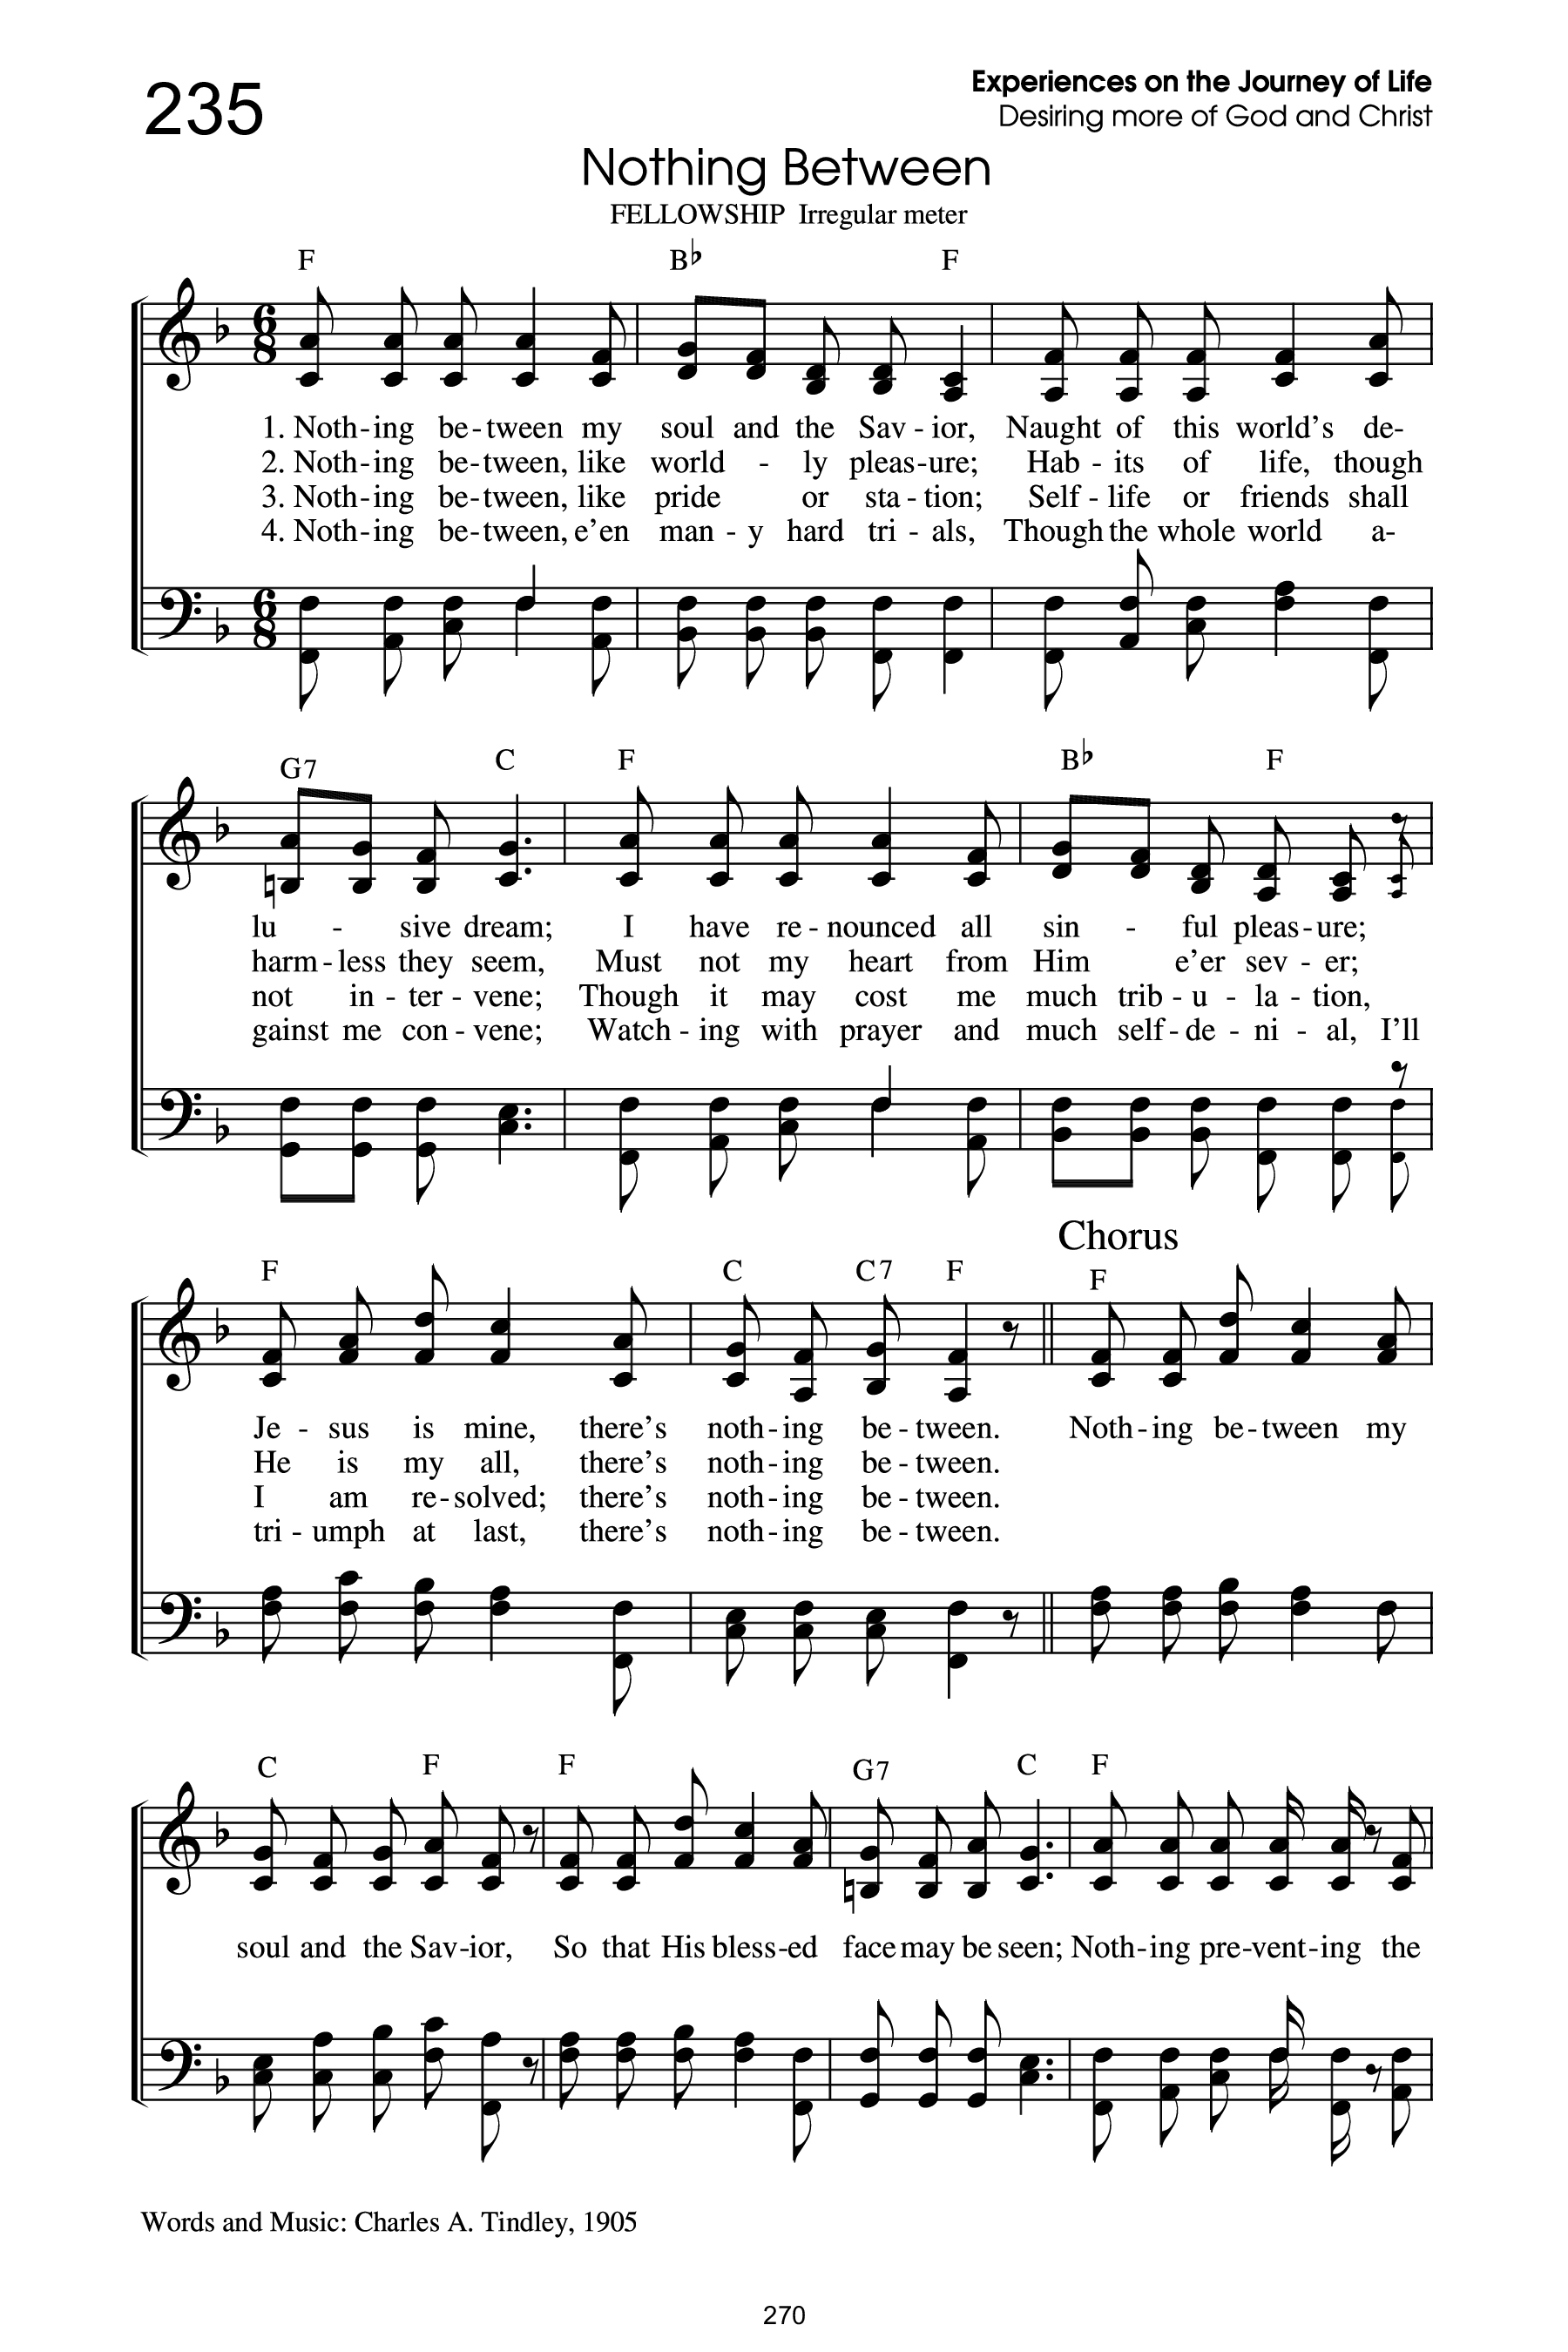 235
Experiences on the Journey of Life
Desiring more of God and Christ
Nothing Between
FELLOWSHIP Irregular meter
F B♭ F
1. Noth-ing be-tween my soul and the Sav-ior, Naught of this world's de-
2. Noth-ing be-tween, like world-ly pleas-ure; Hab-its of life, though
3. Noth-ing be-tween, like pride or sta-tion; Self-life or friends shall
4. Noth-ing be-tween, e'en man-y hard tri-als, Though the whole world a-
G7 C F B♭ F
lu-sive dream; I have re-nounced all sin-ful pleas-ure;
harm-less they seem, Must not my heart from Him e'er sev-er;
not in-ter-vene; Though it may cost me much trib-u-la-tion,
gainst me con-vene; Watch-ing with prayer and much self-de-ni-al, I'll
Chorus
F C C7 F F
Je-sus is mine, there's noth-ing be-tween. Noth-ing be-tween my
He is my all, there's noth-ing be-tween.
I am re-solved; there's noth-ing be-tween.
tri-umph at last, there's noth-ing be-tween.
C F F G7 C F
soul and the Sav-ior, So that His bless-ed face may be seen; Noth-ing pre-vent-ing the
Words and Music: Charles A. Tindley, 1905
270